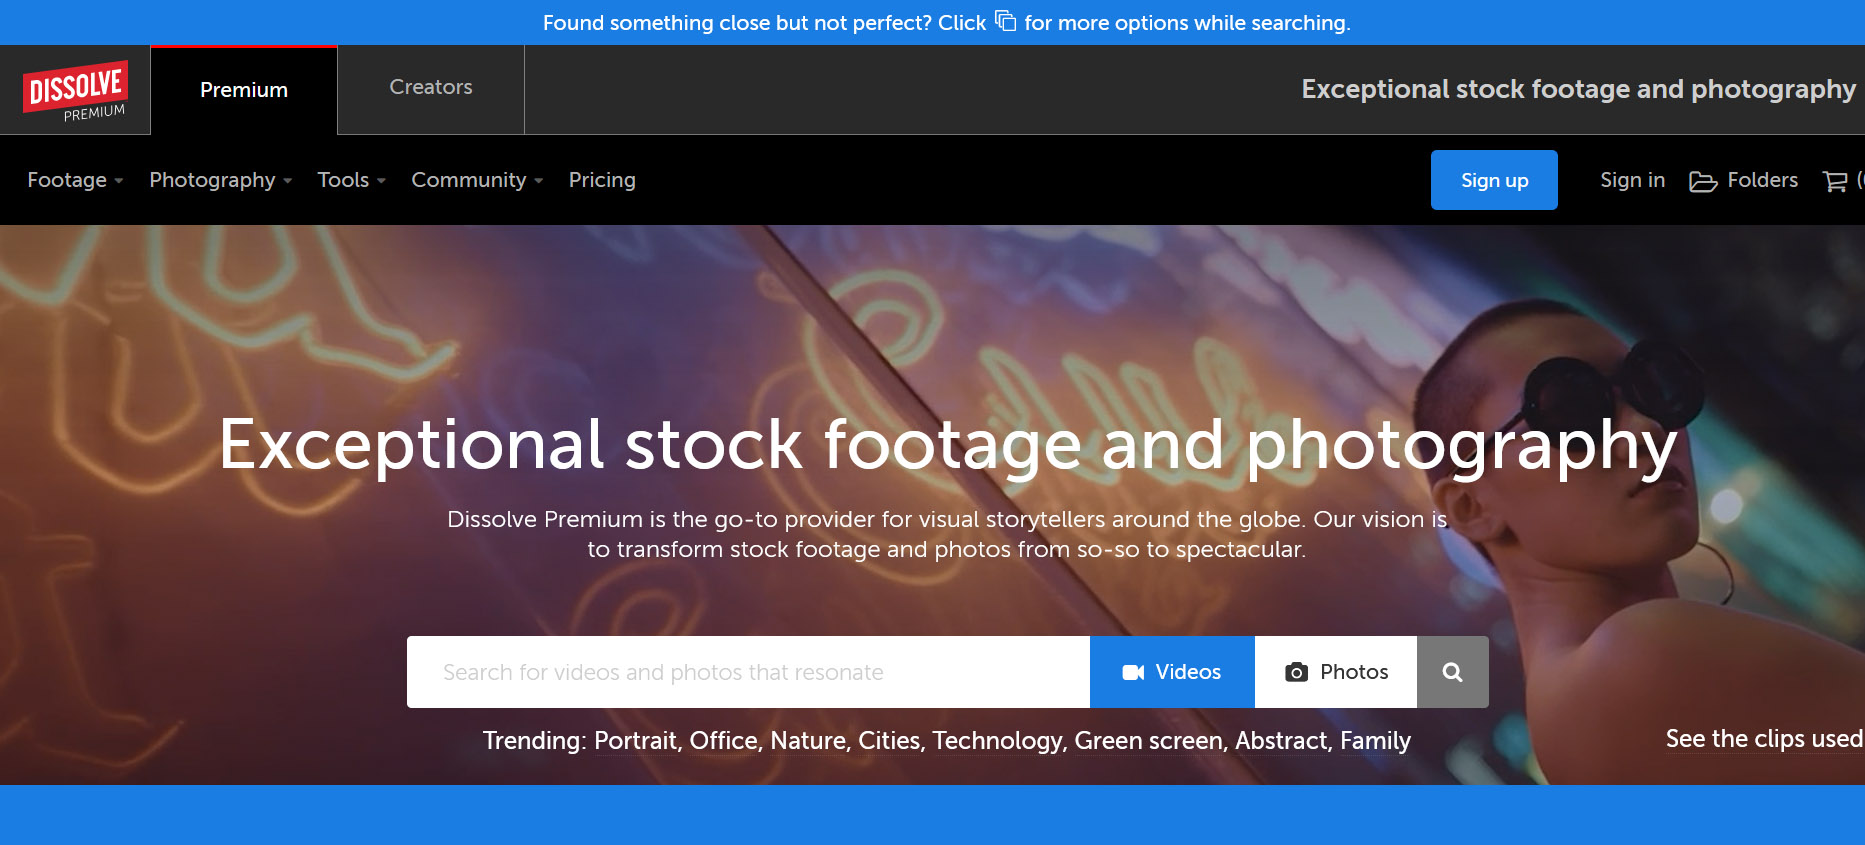 Found something close but not perfect? Click for more options while searching.
DISSOLVE
PREMIUM
Premium
Creators
Exceptional stock footage and photography
Footage
Photography
Tools
Community
Pricing
Sign up
Sign in
Folders
Exceptional stock footage and photography
Dissolve Premium is the go-to provider for visual storytellers around the globe. Our vision is
to transform stock footage and photos from so-so to spectacular.
Search for videos and photos that resonate
Videos
Photos
Trending: Portrait, Office, Nature, Cities, Technology, Green screen, Abstract, Family
See the clips used